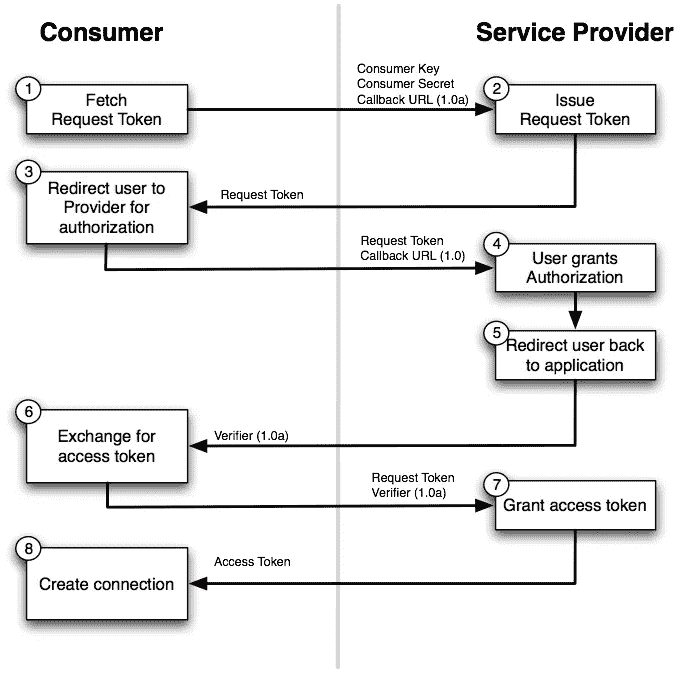 Consumer
Service Provider
1
Fetch
Request Token
Consumer Key
Consumer Secret
Callback URL (1.0a)
2
Issue
Request Token
3
Redirect user to
Provider for
authorization
Request Token
Request Token
Callback URL (1.0)
4
User grants
Authorization
5
Redirect user back
to application
6
Exchange for
access token
Verifier (1.0a)
Request Token
Verifier (1.0a)
7
Grant access token
8
Create connection
Access Token